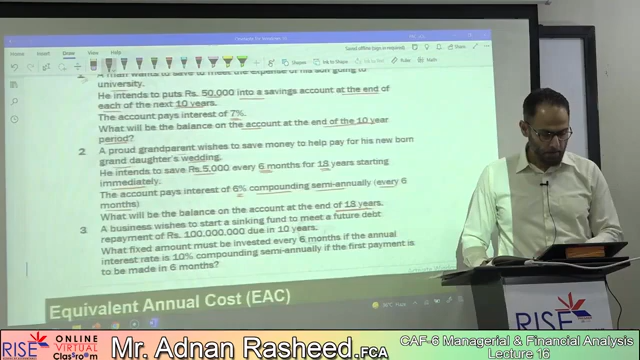 Saved offline
File Home Insert Draw
A man wants to save to meet the expense of his son going to
university.
He intends to puts Rs. 50,000 into a savings account at the end of
each of the next 10 years.
The account pays interest of 7%.
What will be the balance on the account at the end of the 10 year
period?
2 A proud grandparent wishes to save money to help pay for her new born
grand daughter's wedding.
He intends to save Rs.5,000 every 6 months for 18 years starting
immediately.
The account pays interest of 6% compounding semi-annually (every 6
months).
What will be the balance on the account at the end of 18 years.
3 A business wishes to start a sinking fund to meet a future debt
repayment of Rs. 100,000,000 due in 10 years.
What fixed amount must be invested every 6 months if the annual
interest rate is 10% compounding semi-annually if the first payment is
to be made in 6 months?
Equivalent Annual Cost (EAC)
RISE
RISE ONLINE VIRTUAL Classroom
Mr. Adnan Rasheed.FCA
CAF-6 Managerial & Financial Analysis
Lecture 16